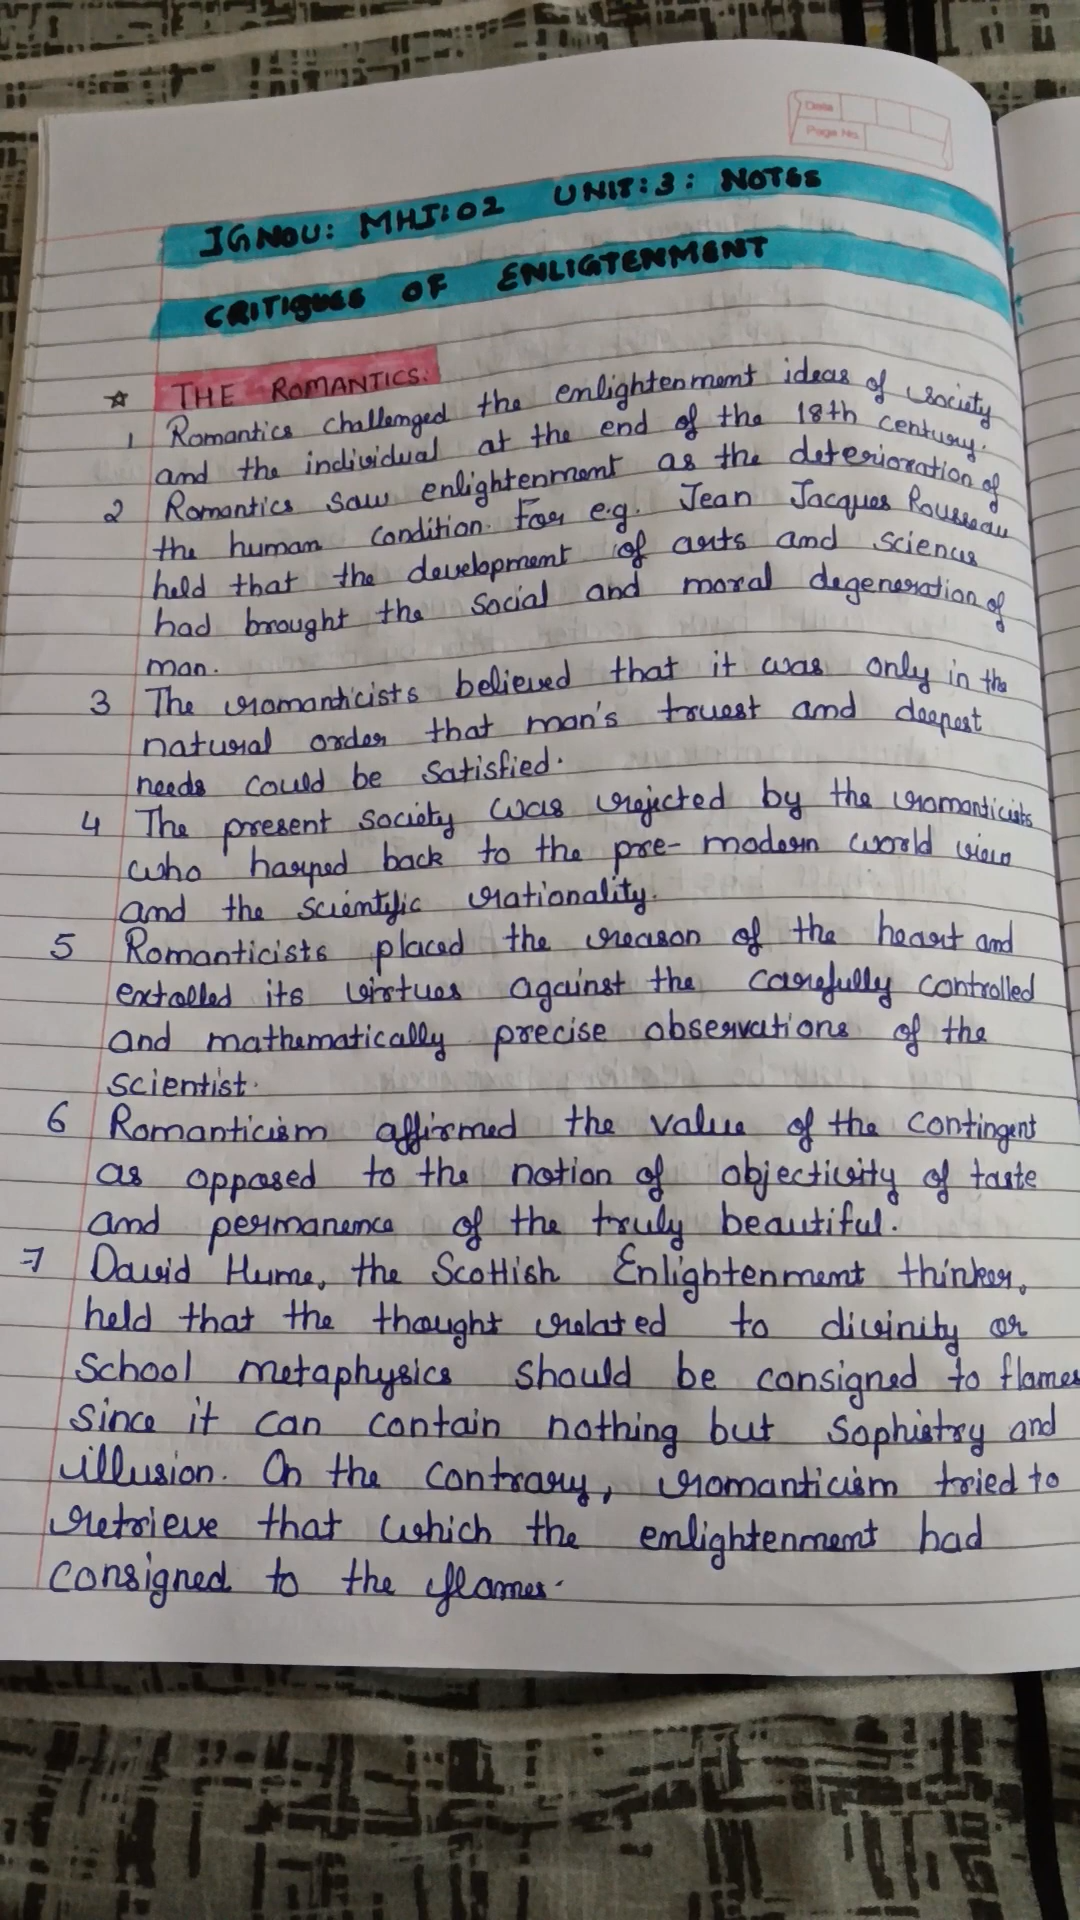 Date
Page No.
IGNOU: MHI:02 UNIT:3: NOTES
CRITIQUES OF ENLIGTENMENT
☆ THE ROMANTICS:
1 Romantics challenged the enlightenment ideas of society
and the individual at the end of the 18th century.
2 Romantics saw enlightenment as the deterioration of
the human condition. For e.g. Jean Jacques Rousseau
held that the development of arts and sciences
had brought the social and moral degeneration of
man.
3 The romanticists believed that it was only in the
natural order that man's truest and deepest
needs could be satisfied.
4 The present society was rejected by the romanticists
who harped back to the pre-modern world view
and the scientific rationality.
5 Romanticists placed the reason of the heart and
extolled its virtues against the carefully controlled
and mathematically precise observations of the
scientist.
6 Romanticism affirmed the value of the contingent
as opposed to the notion of objectivity of taste
and permanence of the truly beautiful.
7 David Hume, the Scottish Enlightenment thinker,
held that the thought related to divinity or
school metaphysics should be consigned to flames
since it can contain nothing but sophistry and
illusion. On the contrary, romanticism tried to
retrieve that which the enlightenment had
consigned to the flames.